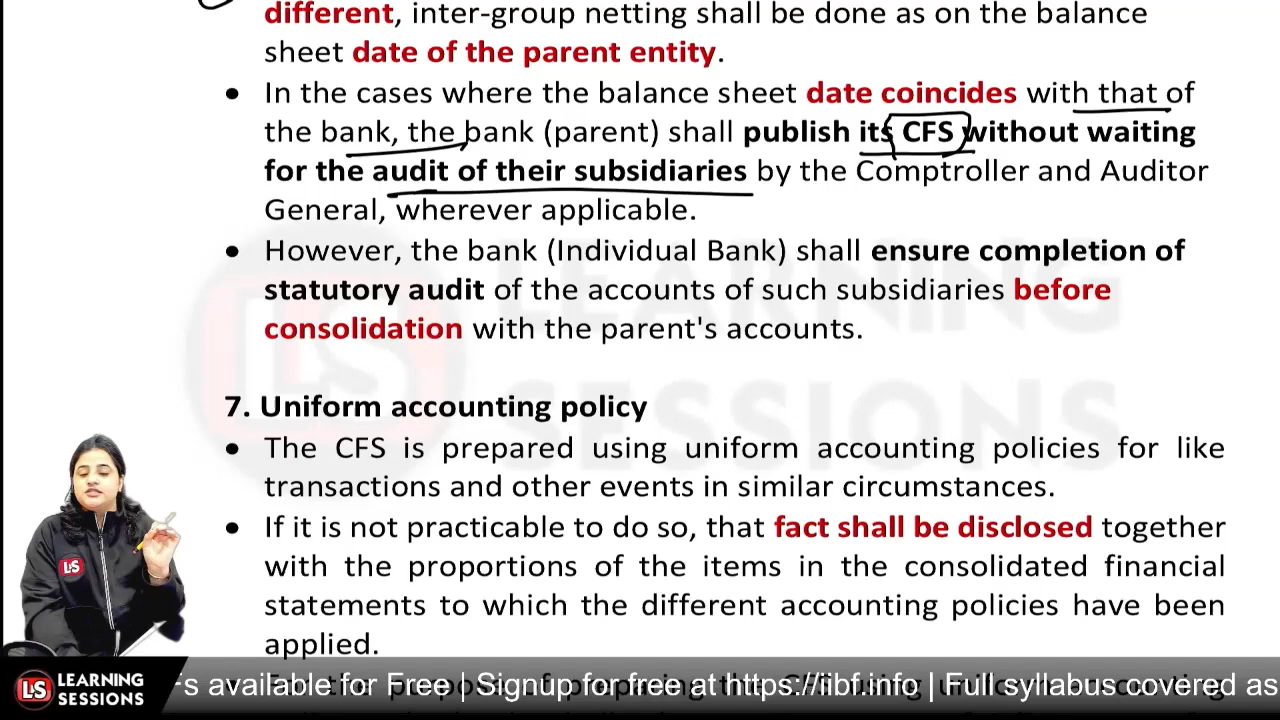 different, inter-group netting shall be done as on the balance
sheet date of the parent entity.
• In the cases where the balance sheet date coincides with that of
the bank, the bank (parent) shall publish its CFS without waiting
for the audit of their subsidiaries by the Comptroller and Auditor
General, wherever applicable.
• However, the bank (Individual Bank) shall ensure completion of
statutory audit of the accounts of such subsidiaries before
consolidation with the parent's accounts.
LEARNING
SESSIONS
7. Uniform accounting policy
• The CFS is prepared using uniform accounting policies for like
transactions and other events in similar circumstances.
• If it is not practicable to do so, that fact shall be disclosed together
with the proportions of the items in the consolidated financial
statements to which the different accounting policies have been
applied.
LS
LS LEARNING
SESSIONS
Fs available for Free | Signup for free at https://iibf.info | Full syllabus covered as